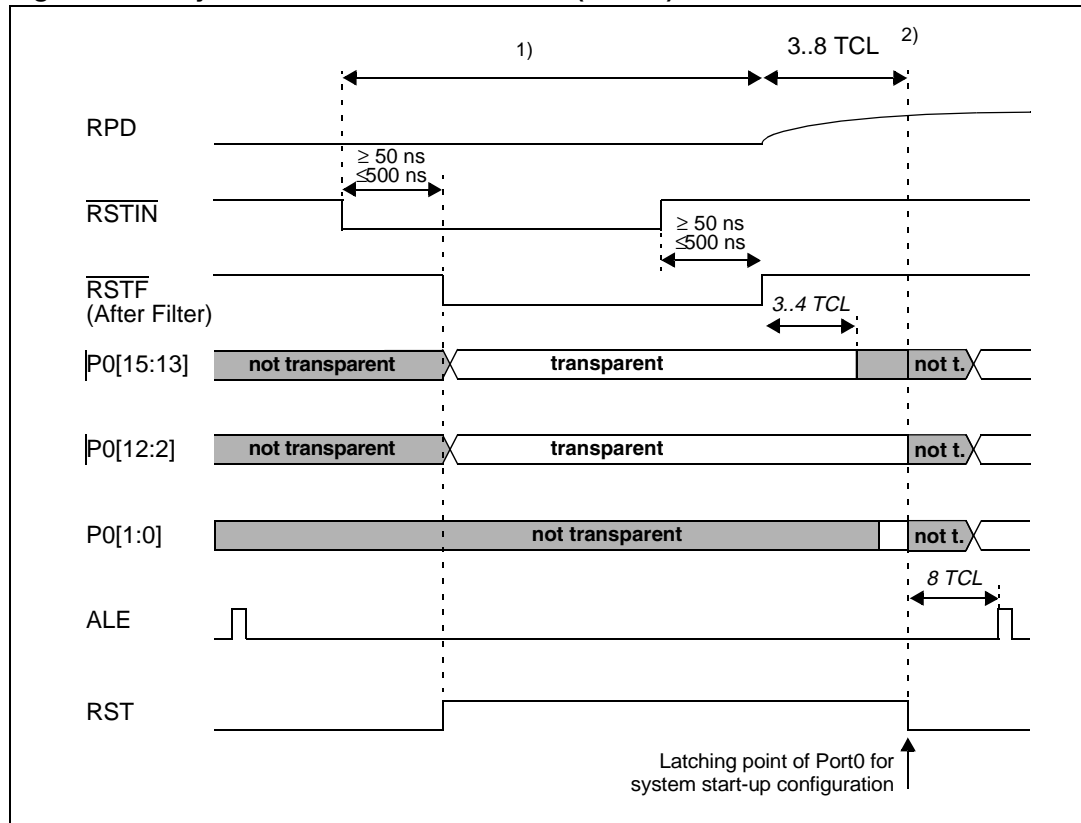 1)
3..8 TCL 2)
RPD
≥ 50 ns
≤500 ns
RSTIN
≥ 50 ns
≤500 ns
RSTF
(After Filter)
3..4 TCL
P0[15:13]
not transparent
transparent
not t.
P0[12:2]
not transparent
transparent
not t.
P0[1:0]
not transparent
not t.
8 TCL
ALE
RST
Latching point of Port0 for
system start-up configuration